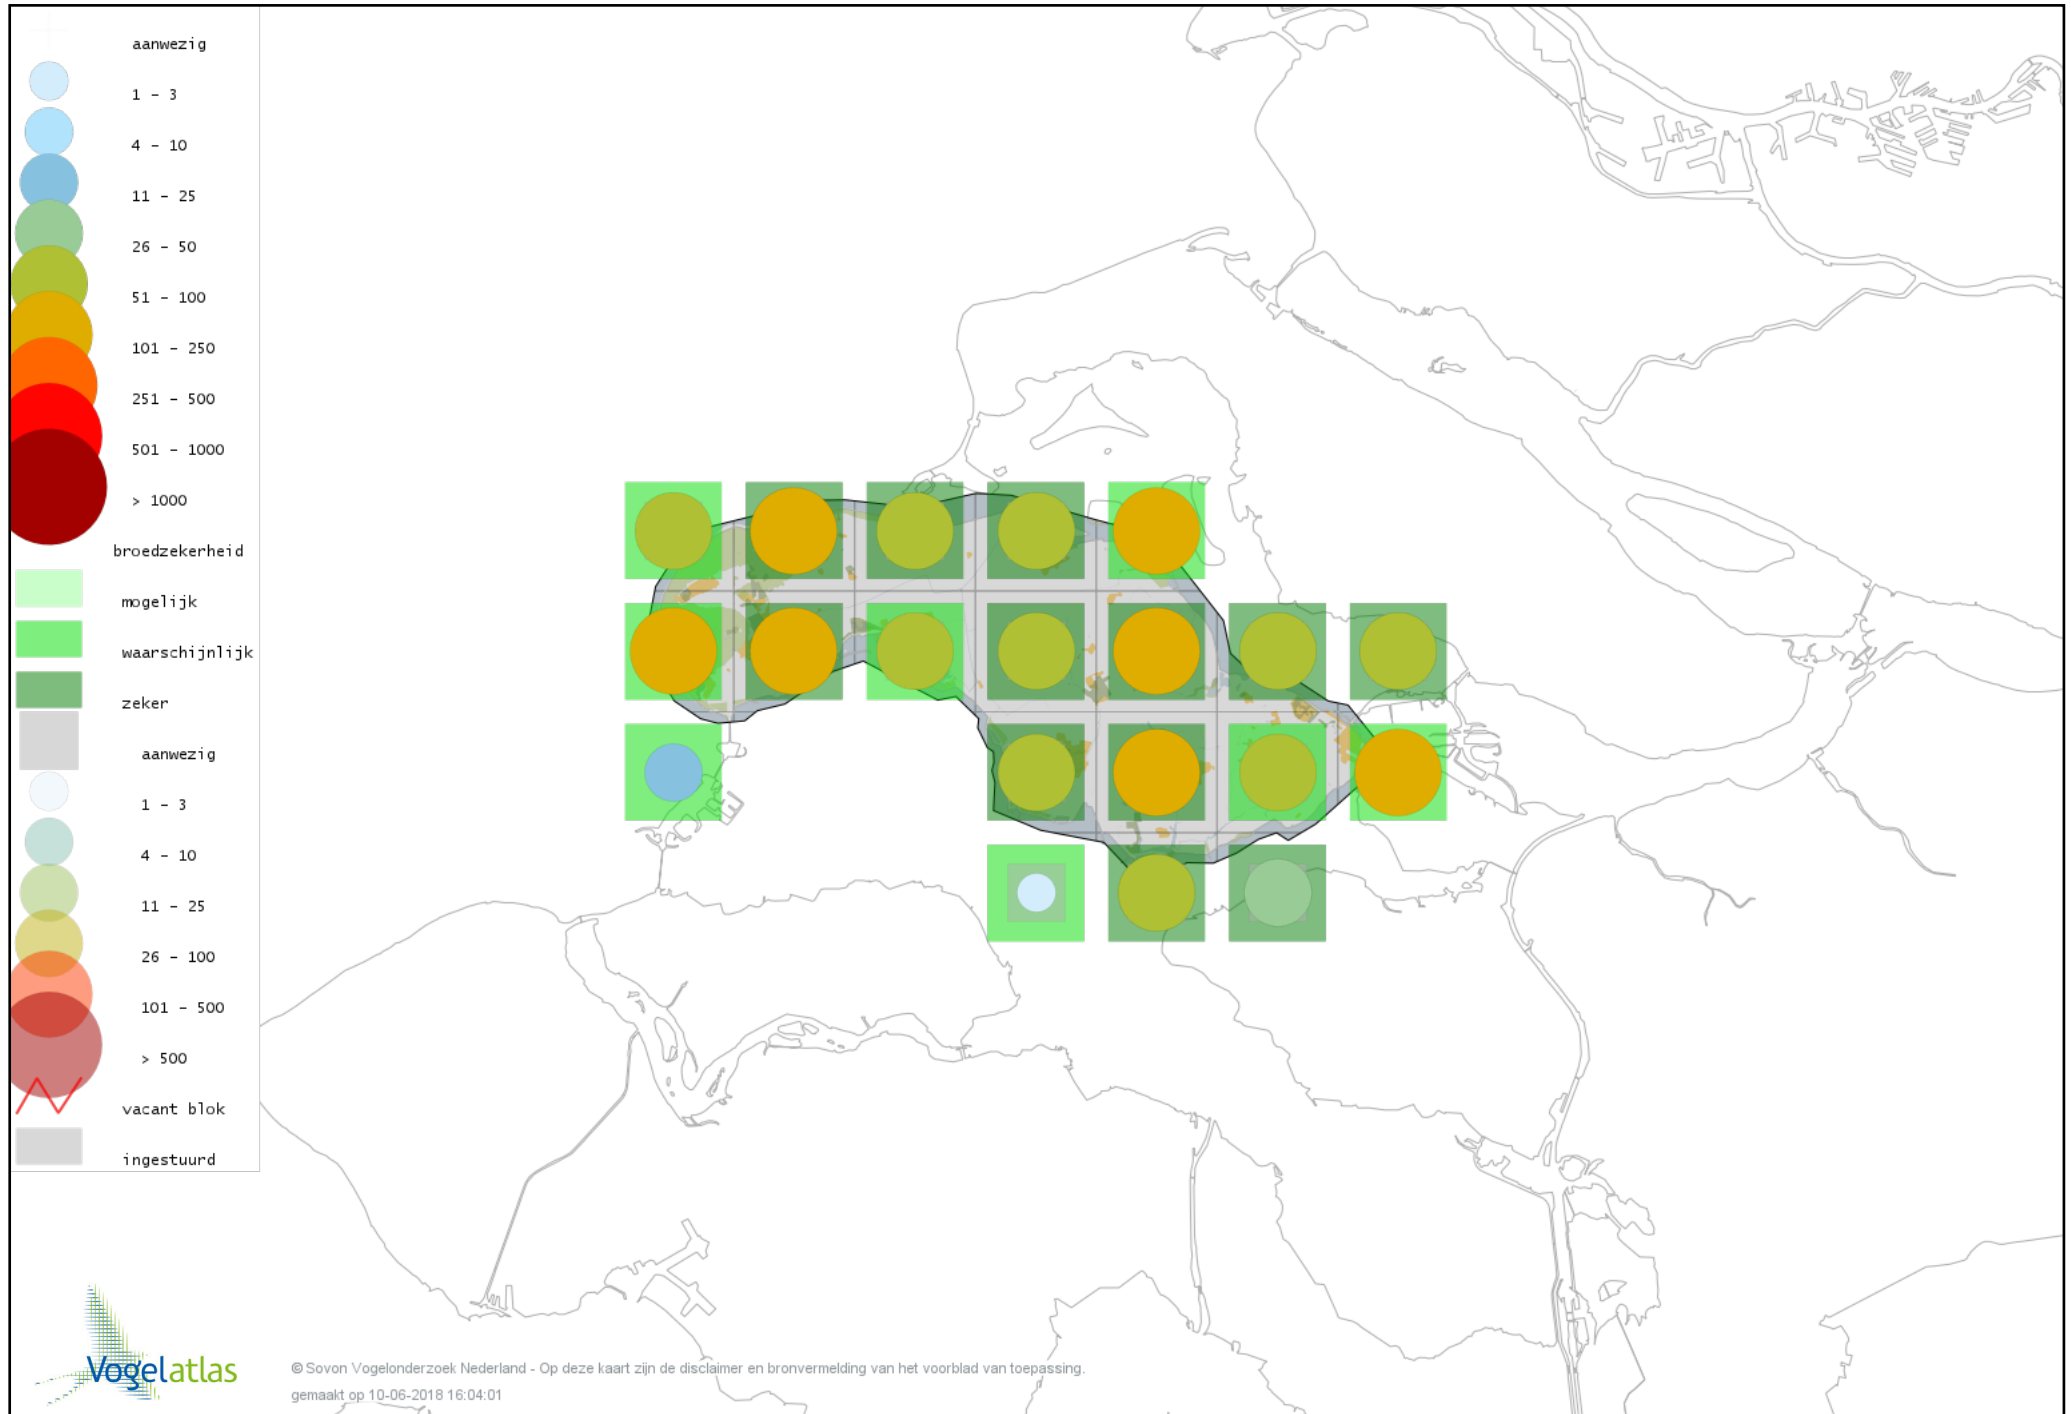 aanwezig
1 - 3
4 - 10
11 - 25
26 - 50
51 - 100
101 - 250
251 - 500
501 - 1000
> 1000
broedzekerheid
mogelijk
waarschijnlijk
zeker
aanwezig
1 - 3
4 - 10
11 - 25
26 - 100
101 - 500
> 500
vacant blok
ingestuurd
Vogelatlas
© Sovon Vogelonderzoek Nederland - Op deze kaart zijn de disclaimer en bronvermelding van het voorblad van toepassing.
gemaakt op 10-06-2018 16:04:01